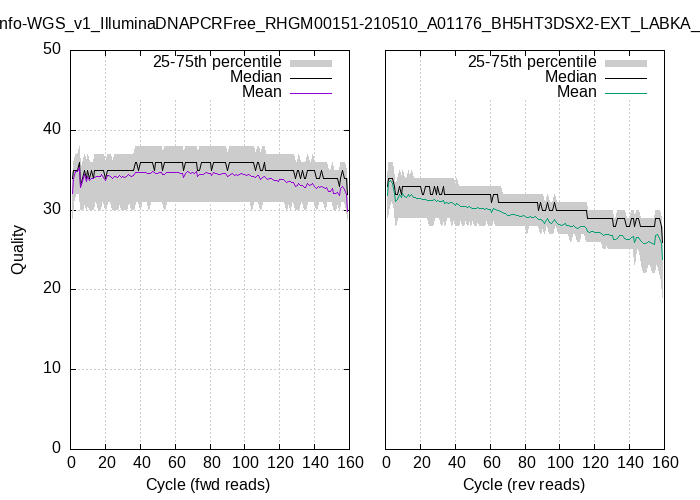 nfo-WGS_v1_IlluminaDNAPCRFree_RHGM00151-210510_A01176_BH5HT3DSX2-EXT_LABKA_
50
40
30
20
10
0
Quality
25-75th percentile
Median
Mean
0 20 40 60 80 100 120 140 160
Cycle (fwd reads)
25-75th percentile
Median
Mean
0 20 40 60 80 100 120 140 160
Cycle (rev reads)